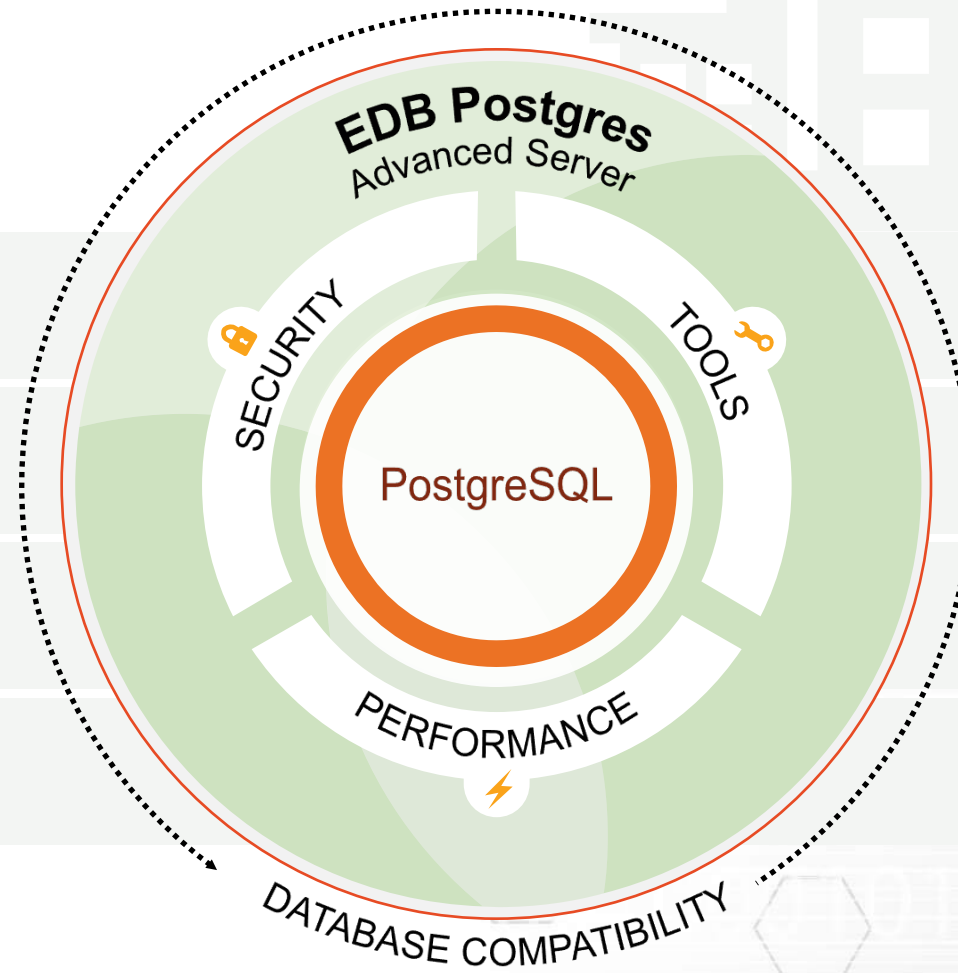 EDB Postgres
Advanced Server
SECURITY
TOOLS
PostgreSQL
PERFORMANCE
DATABASE COMPATIBILITY